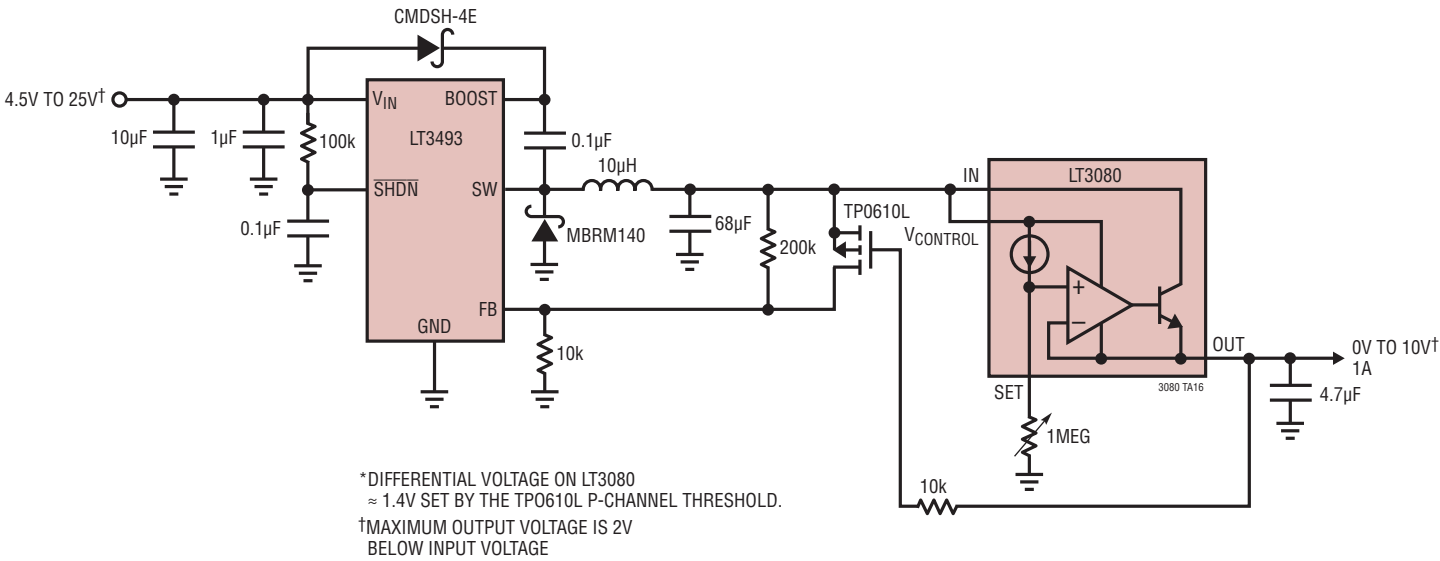 CMDSH-4E
4.5V TO 25V†
VIN
BOOST
10µF
1µF
100k
LT3493
0.1µF
10µH
IN
LT3080
SHDN
SW
TP0610L
0.1µF
MBRM140
68µF
200k
VCONTROL
+
–
FB
GND
10k
OUT
0V TO 10V†
1A
3080 TA16
SET
4.7µF
1MEG
*DIFFERENTIAL VOLTAGE ON LT3080
≈ 1.4V SET BY THE TPO610L P-CHANNEL THRESHOLD.
10k
†MAXIMUM OUTPUT VOLTAGE IS 2V
BELOW INPUT VOLTAGE